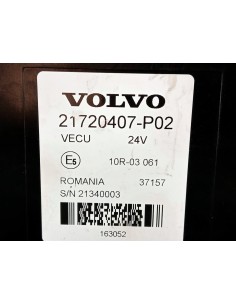 VOLVO
21720407-P02
VECU 24V
E5 10R-03 061
ROMANIA 37157
S/N 21340003
163052